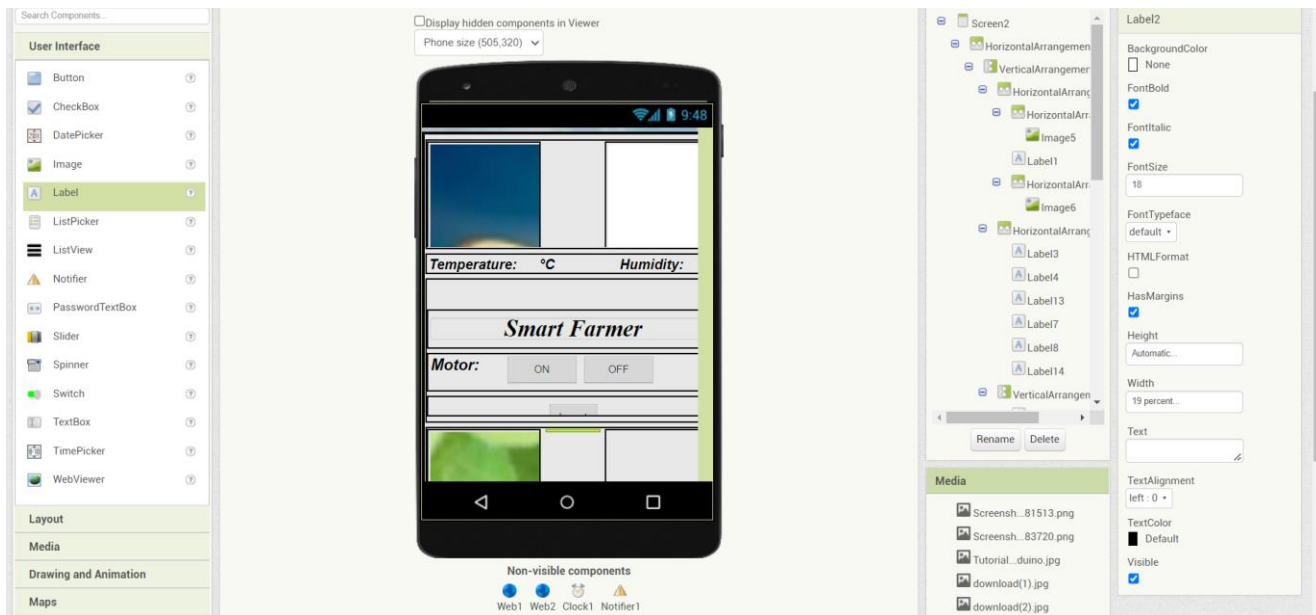 Search Components...
User Interface
Button
CheckBox
DatePicker
Image
Label
ListPicker
ListView
Notifier
PasswordTextBox
Slider
Spinner
Switch
TextBox
TimePicker
WebViewer
Layout
Media
Drawing and Animation
Maps
Display hidden components in Viewer
Phone size (505,320)
9:48
Temperature: °C Humidity:
Smart Farmer
Motor: ON OFF
Non-visible components
Web1 Web2 Clock1 Notifier1
Screen2
HorizontalArrangemen
VerticalArrangemer
HorizontalArrang
HorizontalArr
Image5
Label1
HorizontalArr
Image6
HorizontalArrang
Label3
Label4
Label13
Label7
Label8
Label14
VerticalArrangen
Rename Delete
Media
Screensh...81513.png
Screensh...83720.png
Tutorial...duino.jpg
download(1).jpg
download(2).jpg
Label2
BackgroundColor
None
FontBold
FontItalic
FontSize
18
FontTypeface
default
HTMLFormat
HasMargins
Height
Automatic...
Width
19 percent...
Text
TextAlignment
left : 0
TextColor
Default
Visible